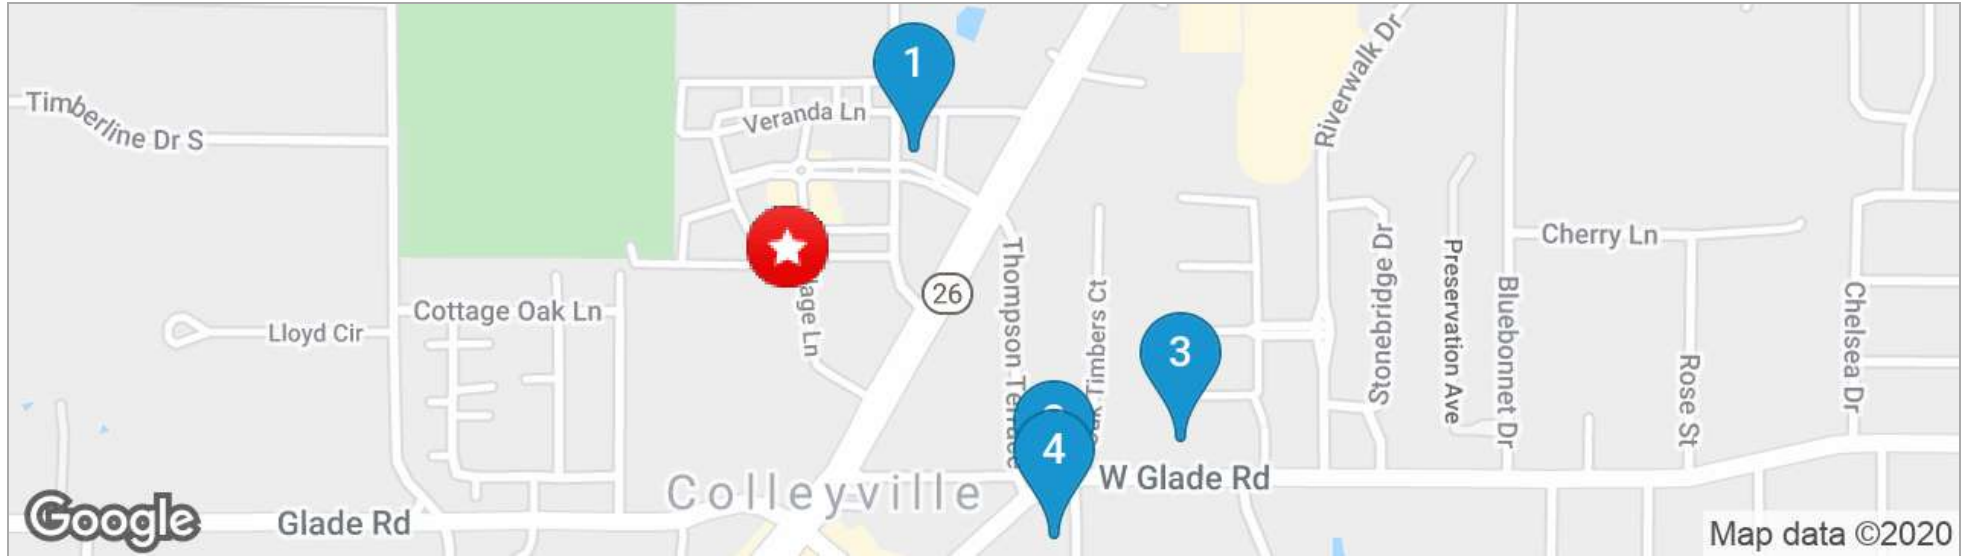 1
Timberline Dr S
Veranda Ln
Riverwalk Dr
Cherry Ln
Stonebridge Dr
Preservation Ave
Bluebonnet Dr
Chelsea Dr
Rose St
Thompson Terrace
26
Cottage Oak Ln
Lloyd Cir
Ln
Timbers Ct
3
4
W Glade Rd
Colleyville
Glade Rd
Google
Map data ©2020